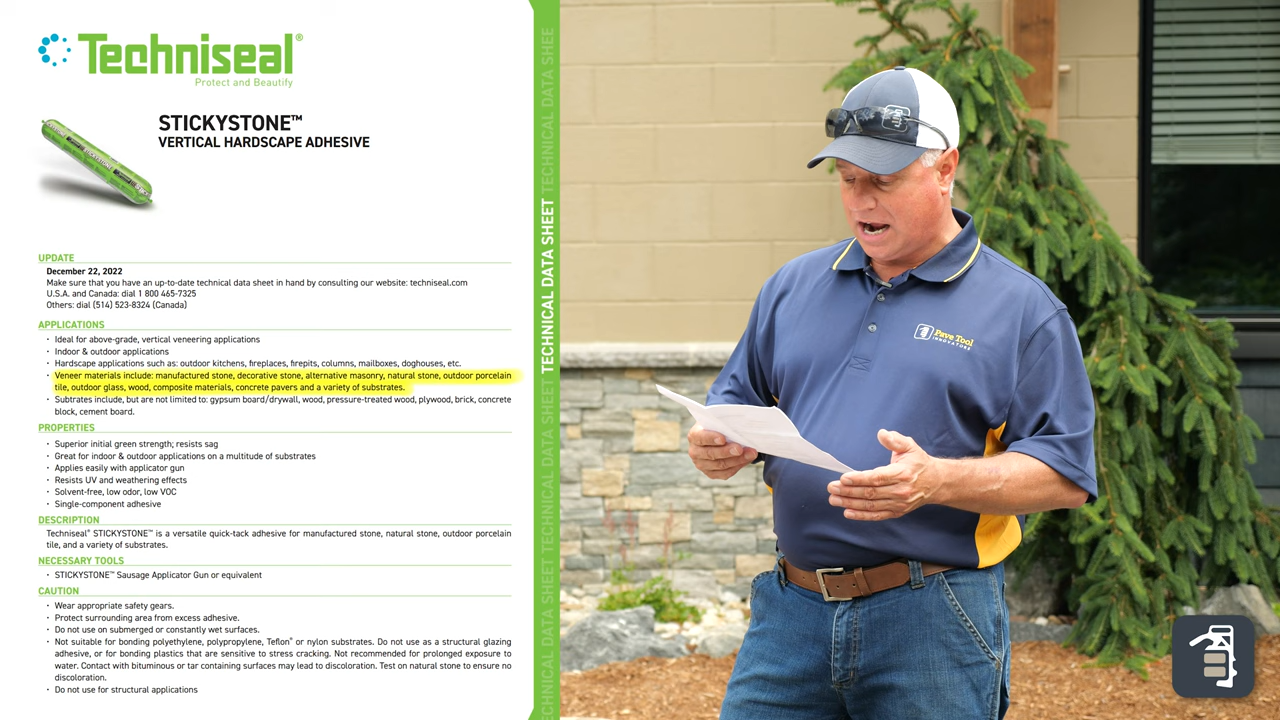 Techniseal®
Protect and Beautify
STICKYSTONE™
VERTICAL HARDSCAPE ADHESIVE
UPDATE
December 22, 2022
Make sure that you have an up-to-date technical data sheet in hand by consulting our website: techniseal.com
U.S.A. and Canada: dial 1 800 465-7325
Others: dial (514) 523-8324 (Canada)
APPLICATIONS
• Ideal for above-grade, vertical veneering applications
• Indoor & outdoor applications
• Hardscape applications such as: outdoor kitchens, fireplaces, firepits, columns, mailboxes, doghouses, etc.
• Veneer materials include: manufactured stone, decorative stone, alternative masonry, natural stone, outdoor porcelain
tile, outdoor glass, wood, composite materials, concrete pavers and a variety of substrates.
• Subtrates include, but are not limited to: gypsum board/drywall, wood, pressure-treated wood, plywood, brick, concrete
block, cement board.
PROPERTIES
• Superior initial green strength; resists sag
• Great for indoor & outdoor applications on a multitude of substrates
• Applies easily with applicator gun
• Resists UV and weathering effects
• Solvent-free, low odor, low VOC
• Single-component adhesive
DESCRIPTION
Techniseal® STICKYSTONE™ is a versatile quick-tack adhesive for manufactured stone, natural stone, outdoor porcelain
tile, and a variety of substrates.
NECESSARY TOOLS
• STICKYSTONE™ Sausage Applicator Gun or equivalent
CAUTION
• Wear appropriate safety gears.
• Protect surrounding area from excess adhesive.
• Do not use on submerged or constantly wet surfaces.
• Not suitable for bonding polyethylene, polypropylene, Teflon® or nylon substrates. Do not use as a structural glazing
adhesive, or for bonding plastics that are sensitive to stress cracking. Not recommended for prolonged exposure to
water. Contact with bituminous or tar containing surfaces may lead to discoloration. Test on natural stone to ensure no
discoloration.
• Do not use for structural applications
TECHNICAL DATA SHEET TECHNICAL DATA SHEET TECHNICAL DATA SHEE
Pave Tool
INNOVATORS